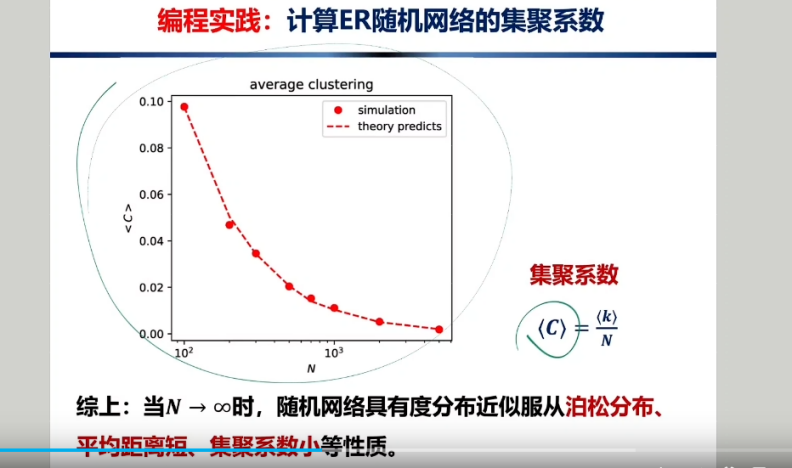 编程实践：计算ER随机网络的集聚系数
average clustering
simulation
theory predicts
0.10
0.08
0.06
0.04
0.02
0.00
<C>
10²
10³
N
集聚系数
⟨C⟩ = ⟨k⟩/N
综上：当N → ∞时，随机网络具有度分布近似服从泊松分布、
平均距离短、集聚系数小等性质。